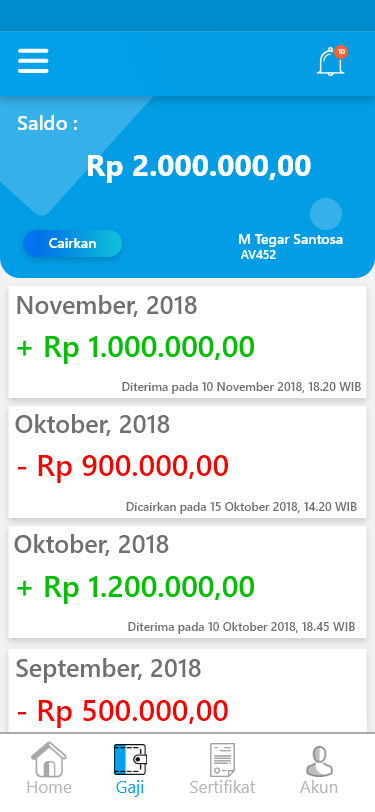 10
Saldo :
Rp 2.000.000,00
Cairkan
M Tegar Santosa
AV452
November, 2018
+ Rp 1.000.000,00
Diterima pada 10 November 2018, 18.20 WIB
Oktober, 2018
- Rp 900.000,00
Dicairkan pada 15 Oktober 2018, 14.20 WIB
Oktober, 2018
+ Rp 1.200.000,00
Diterima pada 10 Oktober 2018, 18.45 WIB
September, 2018
- Rp 500.000,00
Home
Gaji
Sertifikat
Akun